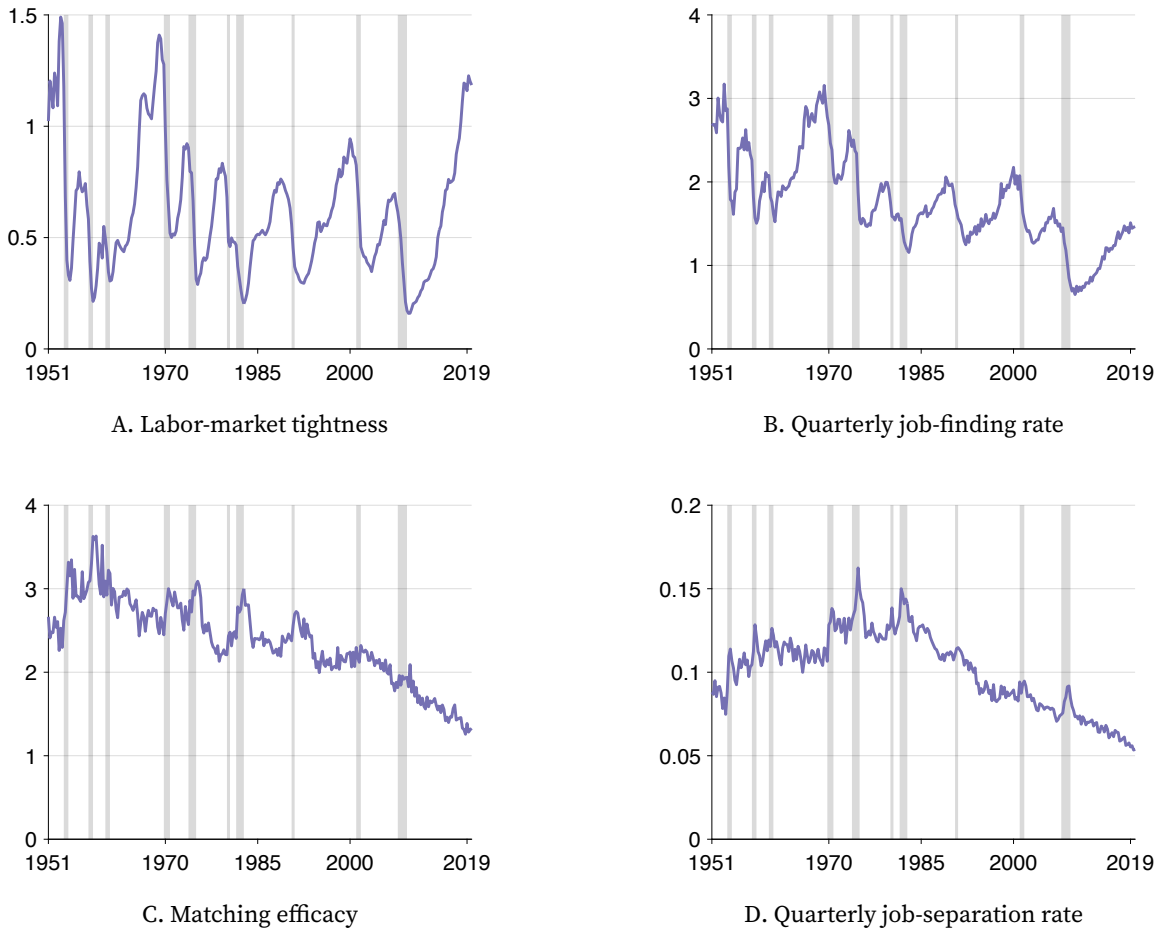 1.5
1
0.5
0
1951 1970 1985 2000 2019
A. Labor-market tightness
4
3
2
1
0
1951 1970 1985 2000 2019
B. Quarterly job-finding rate
4
3
2
1
0
1951 1970 1985 2000 2019
C. Matching efficacy
0.2
0.15
0.1
0.05
0
1951 1970 1985 2000 2019
D. Quarterly job-separation rate